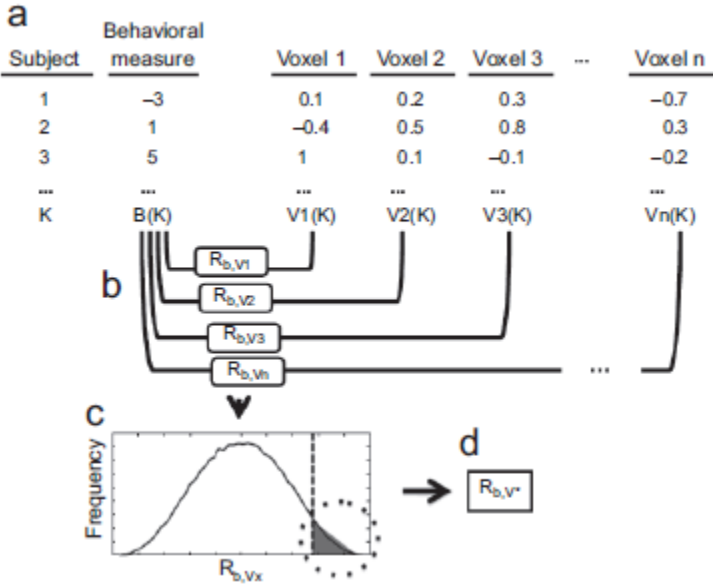 a
Behavioral
Subject measure Voxel 1 Voxel 2 Voxel 3 ... Voxel n
1 –3 0.1 0.2 0.3 –0.7
2 1 –0.4 0.5 0.8 0.3
3 5 1 0.1 –0.1 –0.2
... ... ... ... ... ...
K B(K) V1(K) V2(K) V3(K) Vn(K)
b
Rb,V1
Rb,V2
Rb,V3
Rb,Vn ...
c
d
Frequency
Rb,V*
Rb,Vx